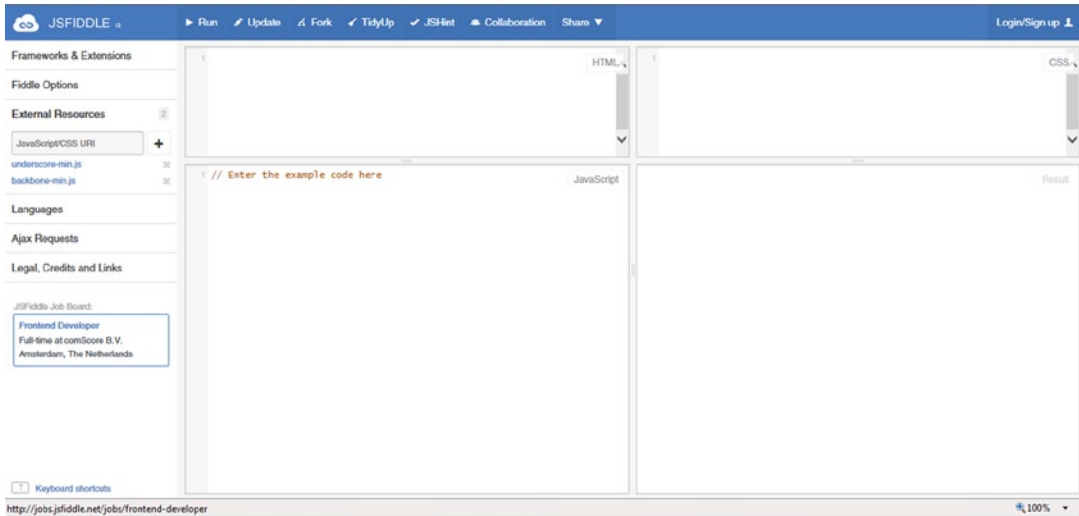 JSFIDDLE α
Run Update Fork TidyUp JSHint Collaboration Share ▼ Login/Sign up
Frameworks & Extensions
Fiddle Options
External Resources 2
JavaScript/CSS URI +
underscore-min.js
backbone-min.js
Languages
Ajax Requests
Legal, Credits and Links
JSFiddle Job Board:
Frontend Developer
Full-time at comScore B.V.
Amsterdam, The Netherlands
Keyboard shortcuts
1 HTML
1 CSS
1 // Enter the example code here JavaScript
Result
http://jobs.jsfiddle.net/jobs/frontend-developer 100%